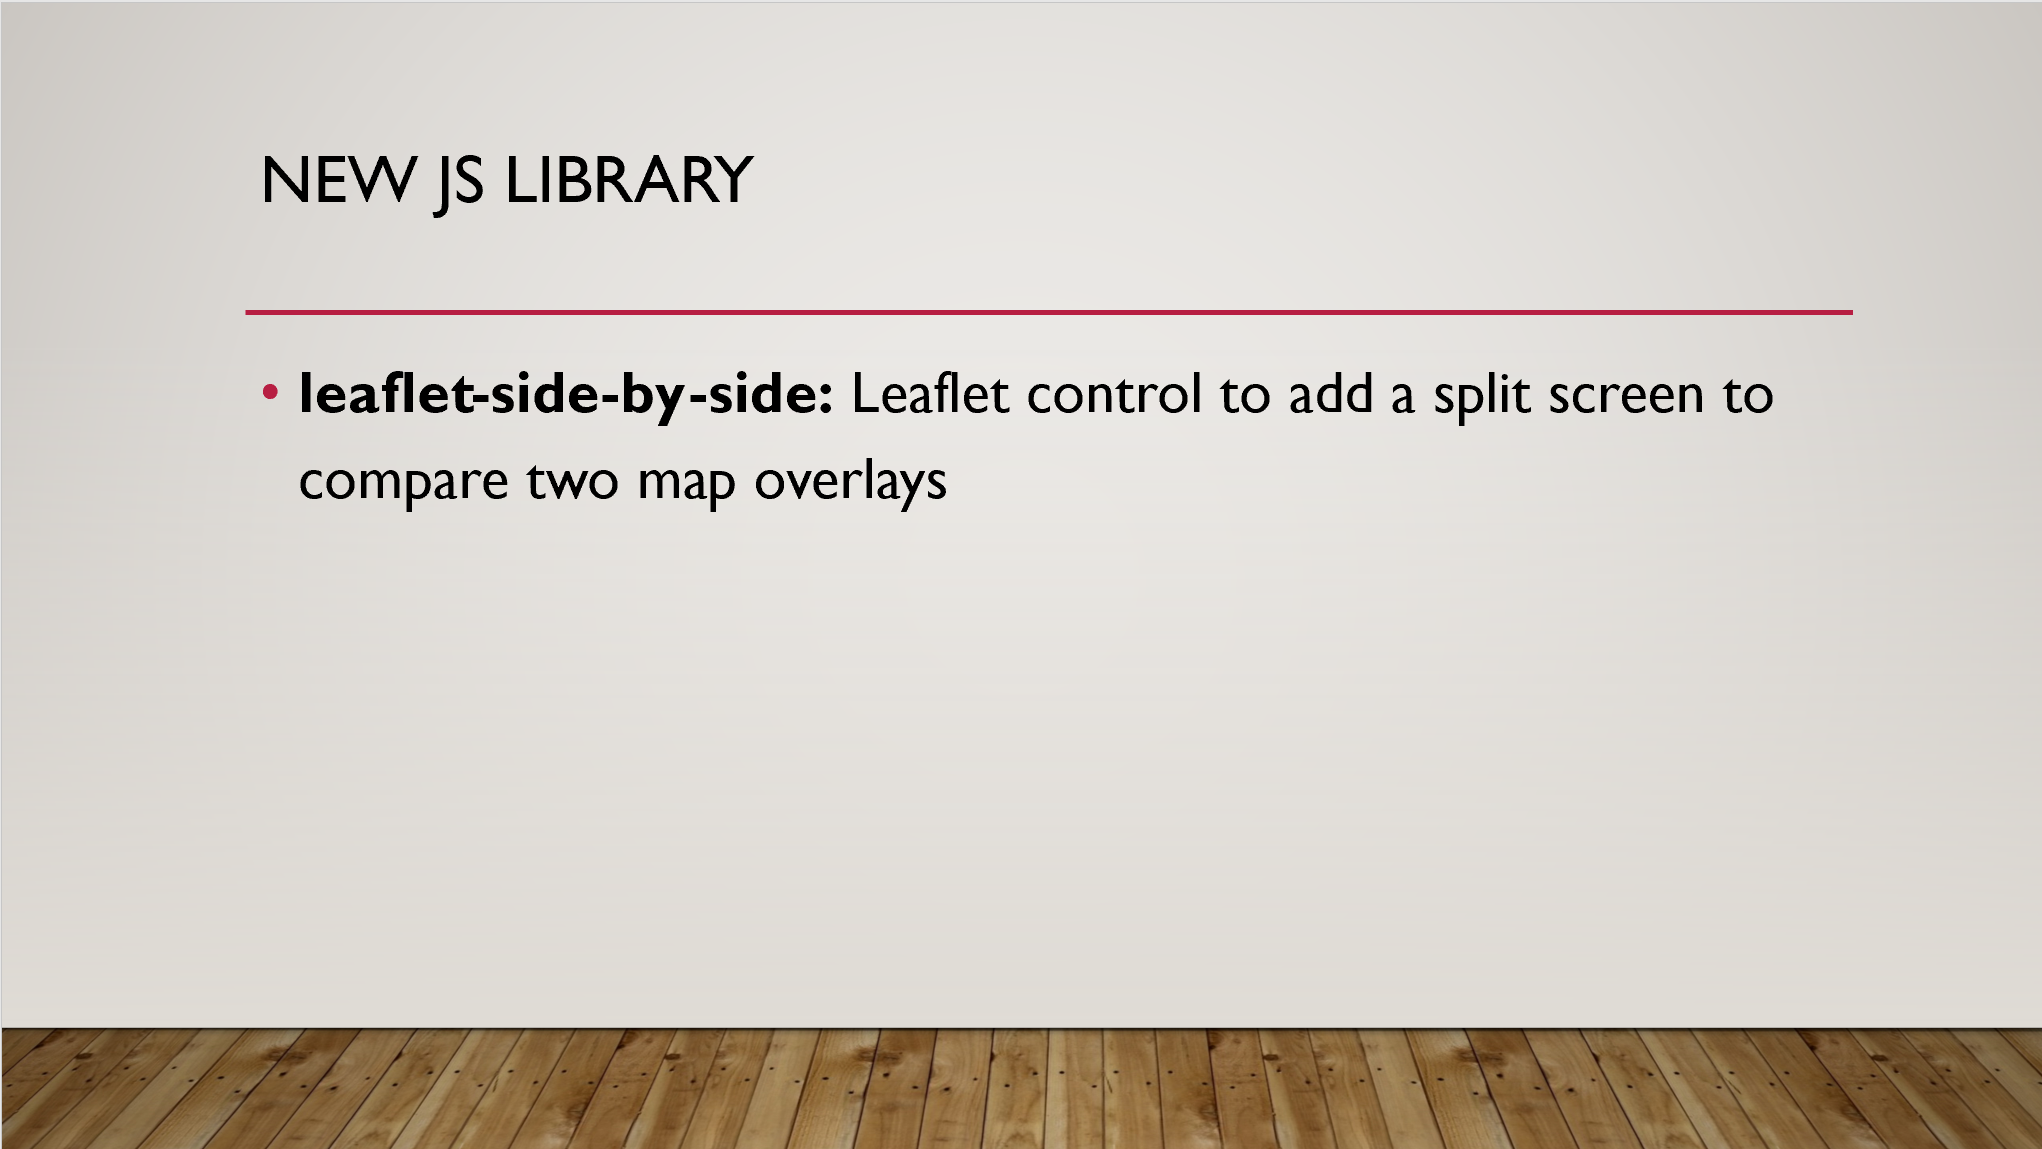 NEW JS LIBRARY
• leaflet-side-by-side: Leaflet control to add a split screen to
compare two map overlays